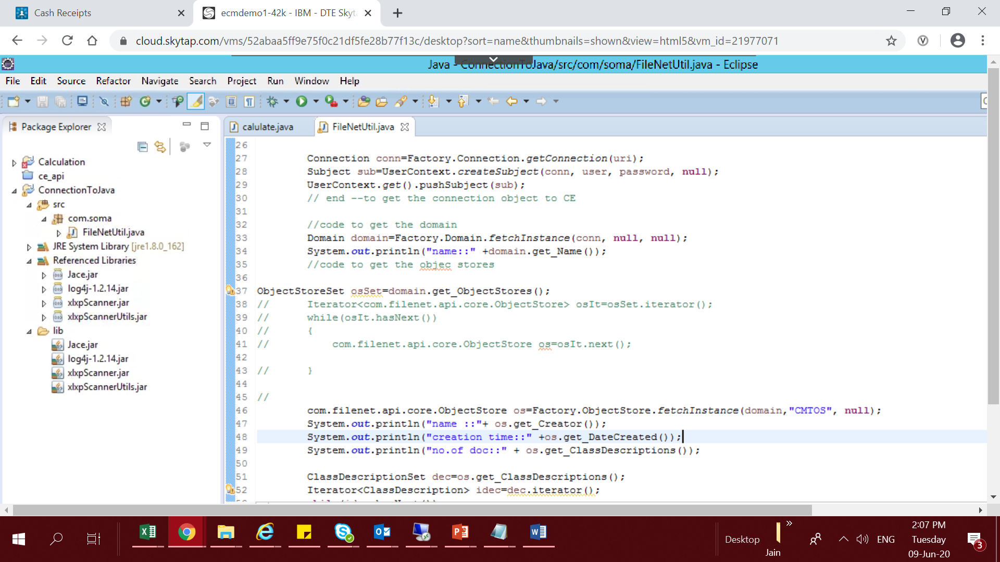 Cash Receipts
ecmdemo1-42k - IBM - DTE Skyta
cloud.skytap.com/vms/52abaa5ff9e75f0c21df5fe28b77f13c/desktop?sort=name&thumbnails=shown&view=html5&vm_id=21977071
Java - ConnectionToJava/src/com/soma/FileNetUtil.java - Eclipse
File Edit Source Refactor Navigate Search Project Run Window Help
Package Explorer
calulate.java
FileNetUtil.java
Calculation
ce_api
ConnectionToJava
src
com.soma
FileNetUtil.java
JRE System Library [jre1.8.0_162]
Referenced Libraries
Jace.jar
log4j-1.2.14.jar
xlxpScanner.jar
xlxpScannerUtils.jar
lib
Jace.jar
log4j-1.2.14.jar
xlxpScanner.jar
xlxpScannerUtils.jar
26
27 Connection conn=Factory.Connection.getConnection(uri);
28 Subject sub=UserContext.createSubject(conn, user, password, null);
29 UserContext.get().pushSubject(sub);
30 // end --to get the connection object to CE
31
32 //code to get the domain
33 Domain domain=Factory.Domain.fetchInstance(conn, null, null);
34 System.out.println("name::" +domain.get_Name());
35 //code to get the objec stores
36
37 ObjectStoreSet osSet=domain.get_ObjectStores();
38 // Iterator<com.filenet.api.core.ObjectStore> osIt=osSet.iterator();
39 // while(osIt.hasNext())
40 // {
41 // com.filenet.api.core.ObjectStore os=osIt.next();
42
43 // }
44
45 //
46 com.filenet.api.core.ObjectStore os=Factory.ObjectStore.fetchInstance(domain,"CMTOS", null);
47 System.out.println("name ::"+ os.get_Creator());
48 System.out.println("creation time::" +os.get_DateCreated());
49 System.out.println("no.of doc::" + os.get_ClassDescriptions());
50
51 ClassDescriptionSet dec=os.get_ClassDescriptions();
52 Iterator<ClassDescription> idec=dec.iterator();
Desktop
Jain
ENG
2:07 PM
Tuesday
09-Jun-20
3